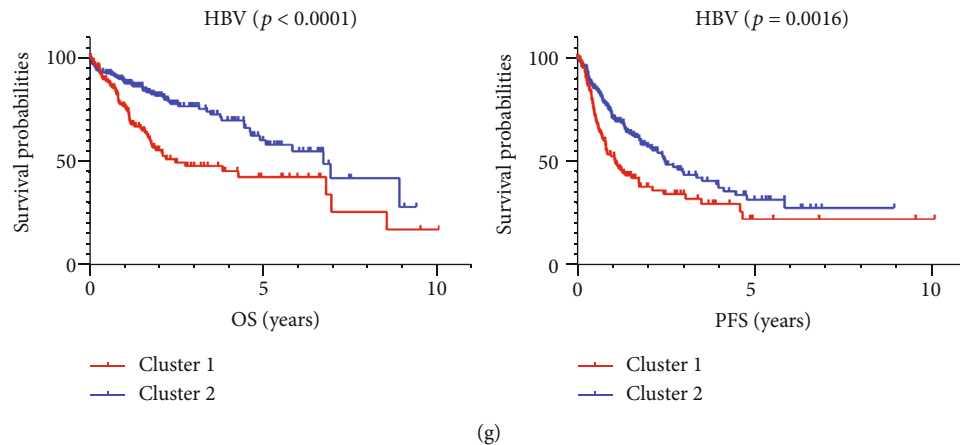 HBV (p < 0.0001)
Survival probabilities
100
50
0
0
5
10
OS (years)
Cluster 1
Cluster 2
HBV (p = 0.0016)
Survival probabilities
100
50
0
0
5
10
PFS (years)
Cluster 1
Cluster 2
(g)